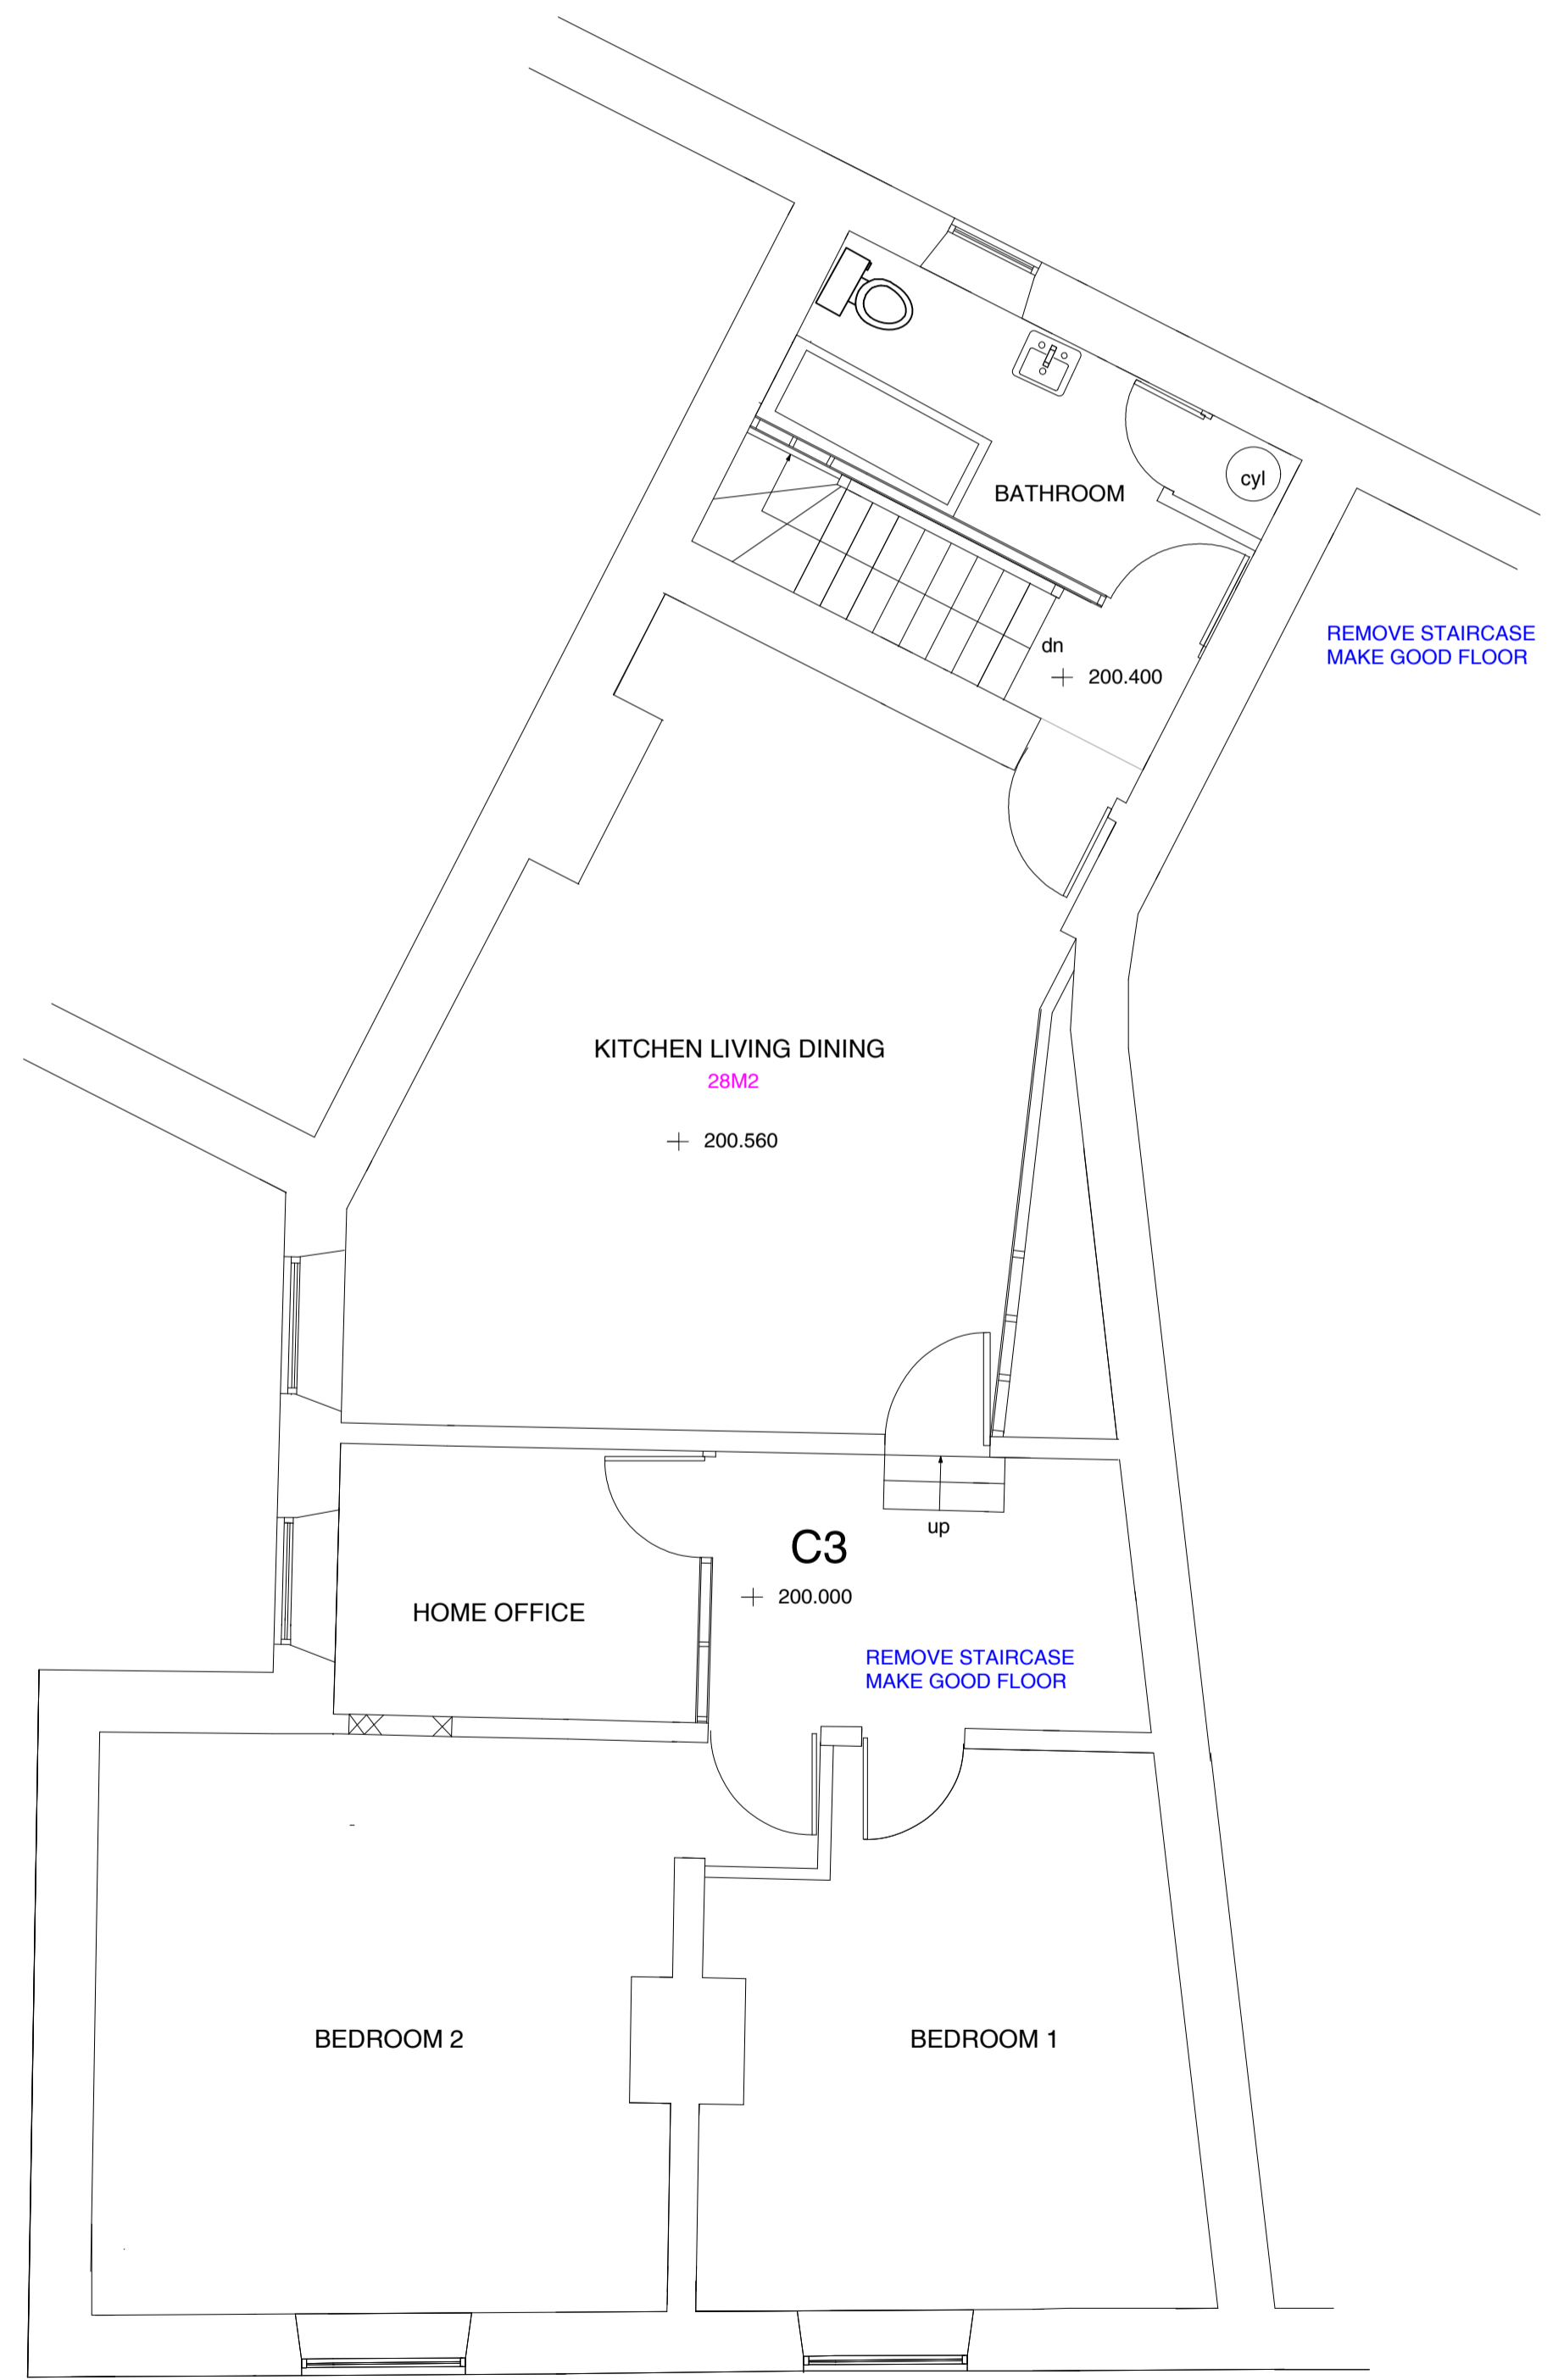 BATHROOM
cyl
REMOVE STAIRCASE
MAKE GOOD FLOOR
dn
200.400
KITCHEN LIVING DINING
28M2
200.560
up
C3
200.000
HOME OFFICE
REMOVE STAIRCASE
MAKE GOOD FLOOR
BEDROOM 2
BEDROOM 1